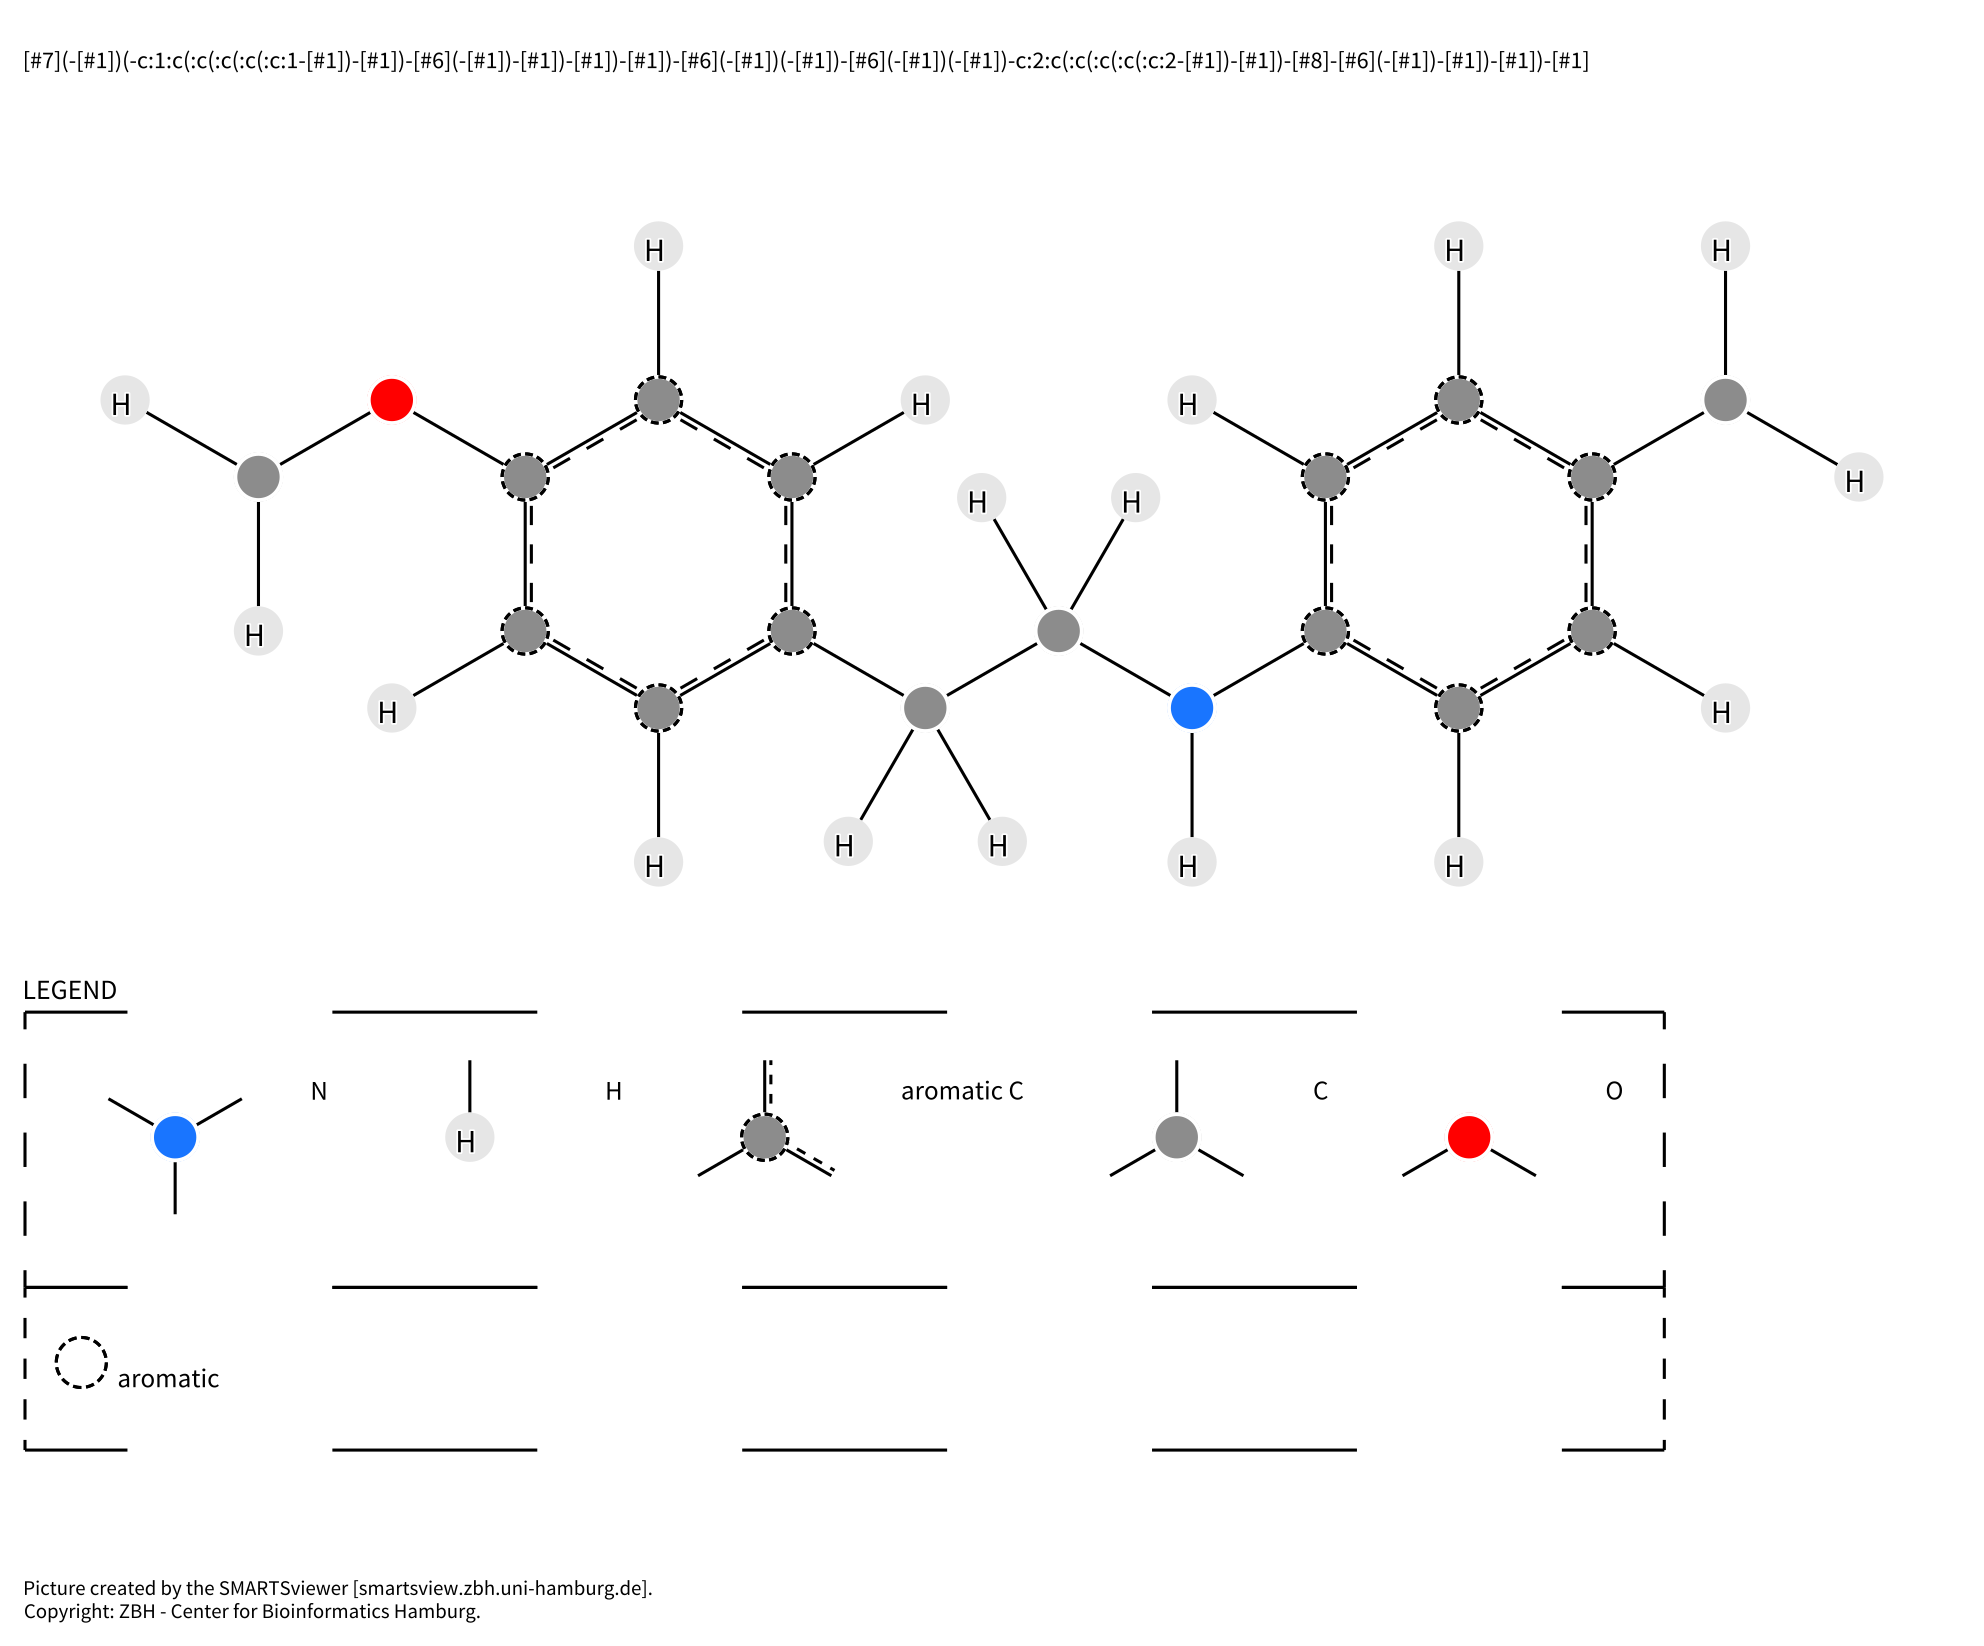 [#7](-[#1])(-c:1:c(:c(:c(:c(:c:1-[#1])-[#1])-[#6](-[#1])-[#1])-[#1])-[#1])-[#6](-[#1])(-[#1])-[#6](-[#1])(-[#1])-c:2:c(:c(:c(:c(:c:2-[#1])-[#1])-[#8]-[#6](-[#1])-[#1])-[#1])-[#1]
H H H
H H H
H H
H
H
H H
H H
H H H
H H
LEGEND
N H aromatic C C O
H
aromatic
Picture created by the SMARTSviewer [smartsview.zbh.uni-hamburg.de].
Copyright: ZBH - Center for Bioinformatics Hamburg.